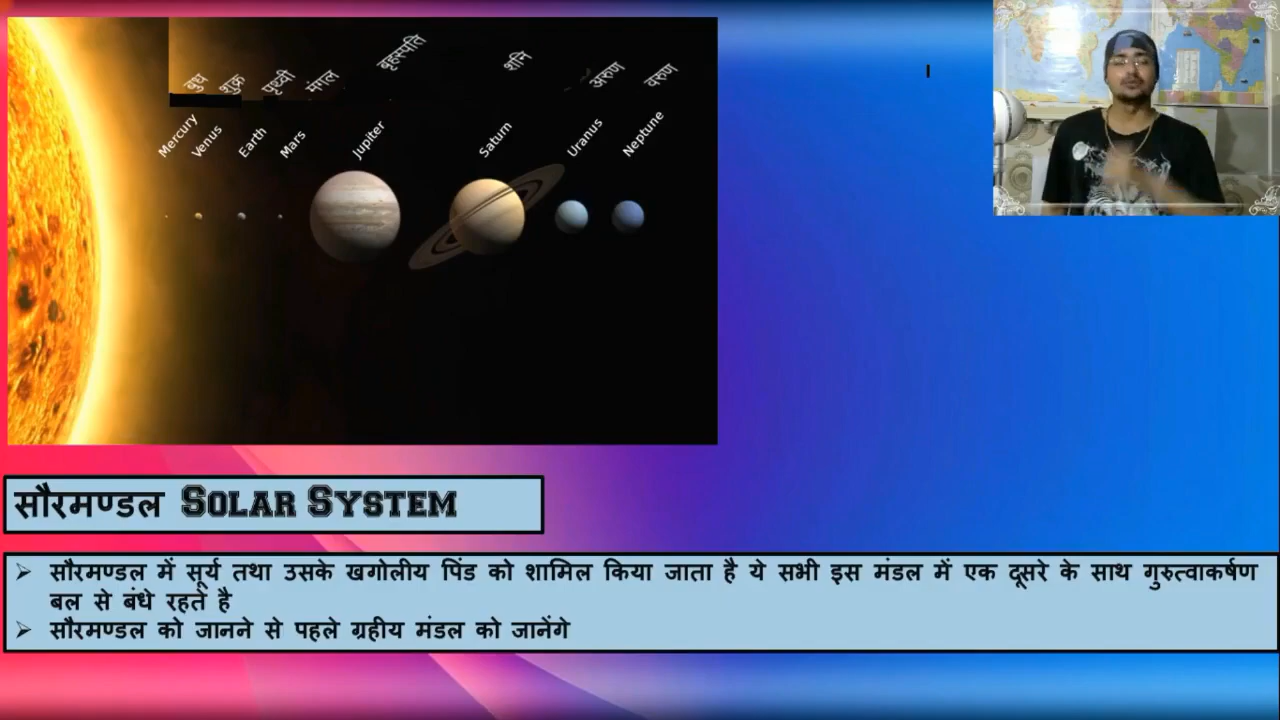 बुध शुक्र पृथ्वी मंगल बृहस्पति शनि अरुण वरुण
Mercury Venus Earth Mars Jupiter Saturn Uranus Neptune
सौरमण्डल SOLAR SYSTEM
➢ सौरमण्डल में सूर्य तथा उसके खगोलीय पिंड को शामिल किया जाता है ये सभी इस मंडल में एक दूसरे के साथ गुरुत्वाकर्षण
बल से बंधे रहते है
➢ सौरमण्डल को जानने से पहले ग्रहीय मंडल को जानेंगे